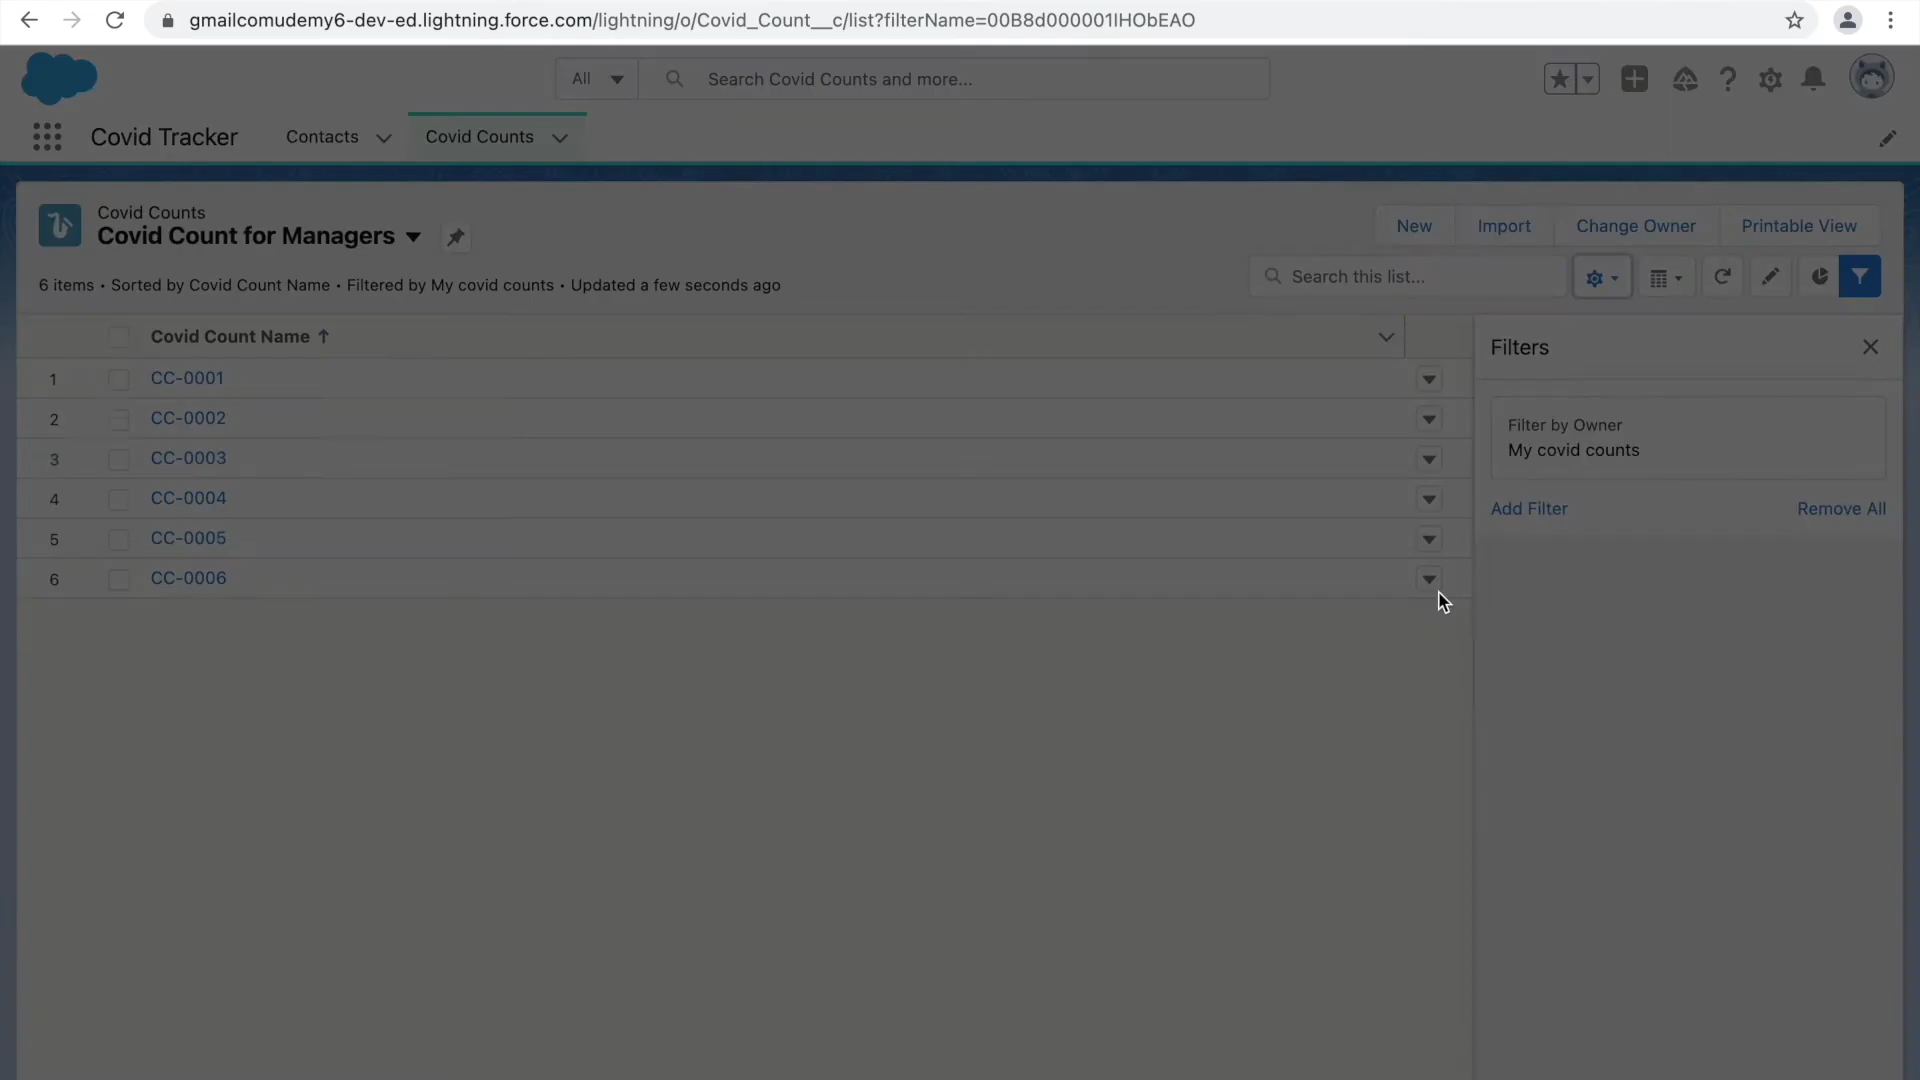 gmailcomudemy6-dev-ed.lightning.force.com/lightning/o/Covid_Count__c/list?filterName=00B8d000001lHObEAO
All
Search Covid Counts and more...
Covid Tracker
Contacts
Covid Counts
Covid Counts
Covid Count for Managers
New
Import
Change Owner
Printable View
6 items • Sorted by Covid Count Name • Filtered by My covid counts • Updated a few seconds ago
Search this list...
Covid Count Name ↑
1 CC-0001
2 CC-0002
3 CC-0003
4 CC-0004
5 CC-0005
6 CC-0006
Filters
Filter by Owner
My covid counts
Add Filter
Remove All